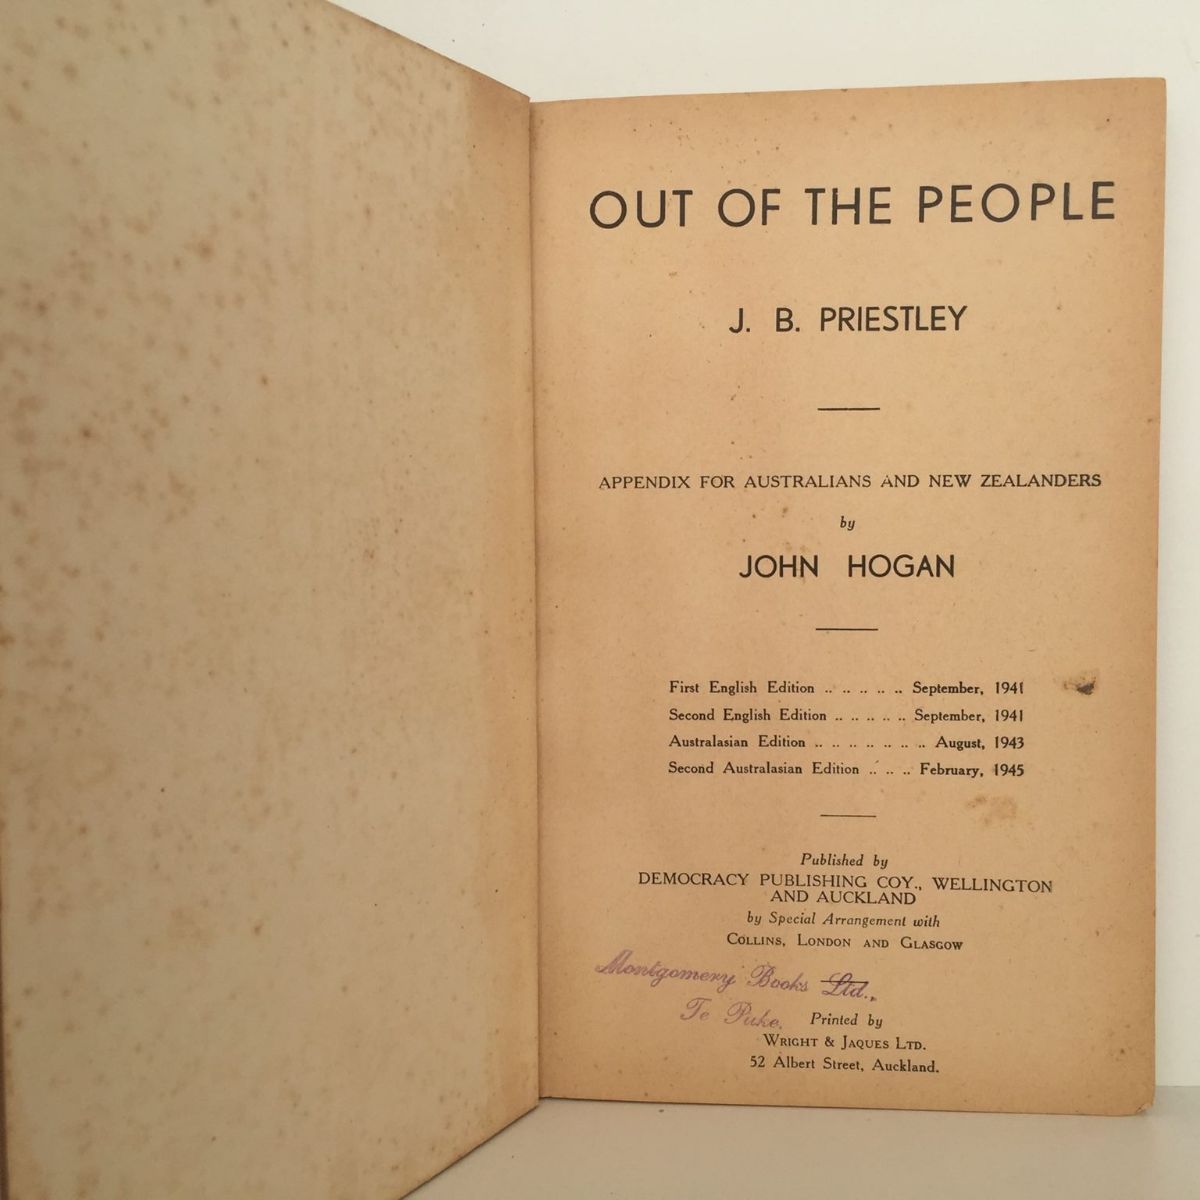 OUT OF THE PEOPLE
J. B. PRIESTLEY
APPENDIX FOR AUSTRALIANS AND NEW ZEALANDERS
by
JOHN HOGAN
First English Edition .. .. .. .. .. September, 1941
Second English Edition .. .. .. .. .. September, 1941
Australasian Edition .. .. .. .. .. .. .. August, 1943
Second Australasian Edition .. .. .. February, 1945
Published by
DEMOCRACY PUBLISHING COY., WELLINGTON
AND AUCKLAND
by Special Arrangement with
COLLINS, LONDON AND GLASGOW
Montgomery Books Ltd.,
Te Puke.
Printed by
WRIGHT & JAQUES LTD.
52 Albert Street, Auckland.